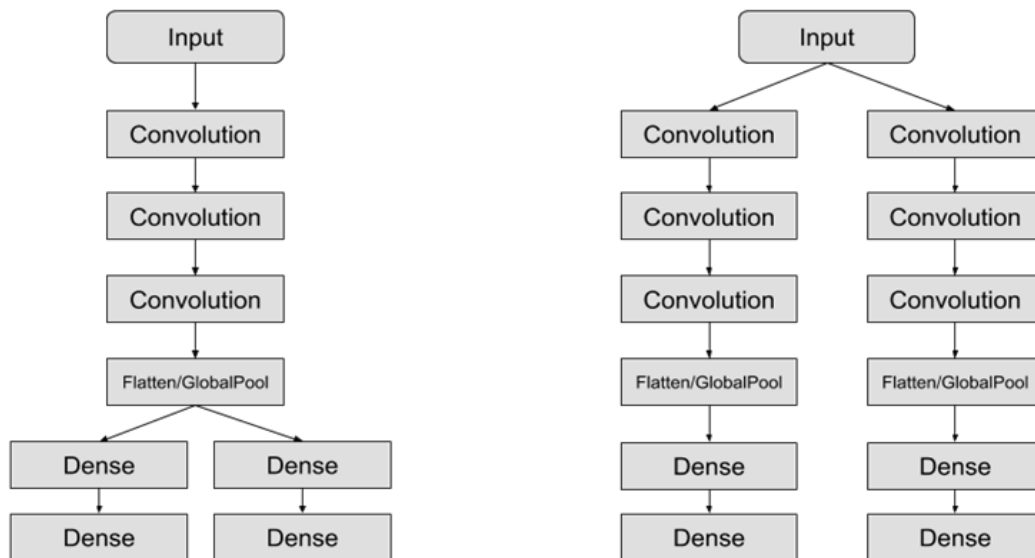 Input
Convolution
Convolution
Convolution
Flatten/GlobalPool
Dense Dense
Dense Dense
Input
Convolution Convolution
Convolution Convolution
Convolution Convolution
Flatten/GlobalPool Flatten/GlobalPool
Dense Dense
Dense Dense